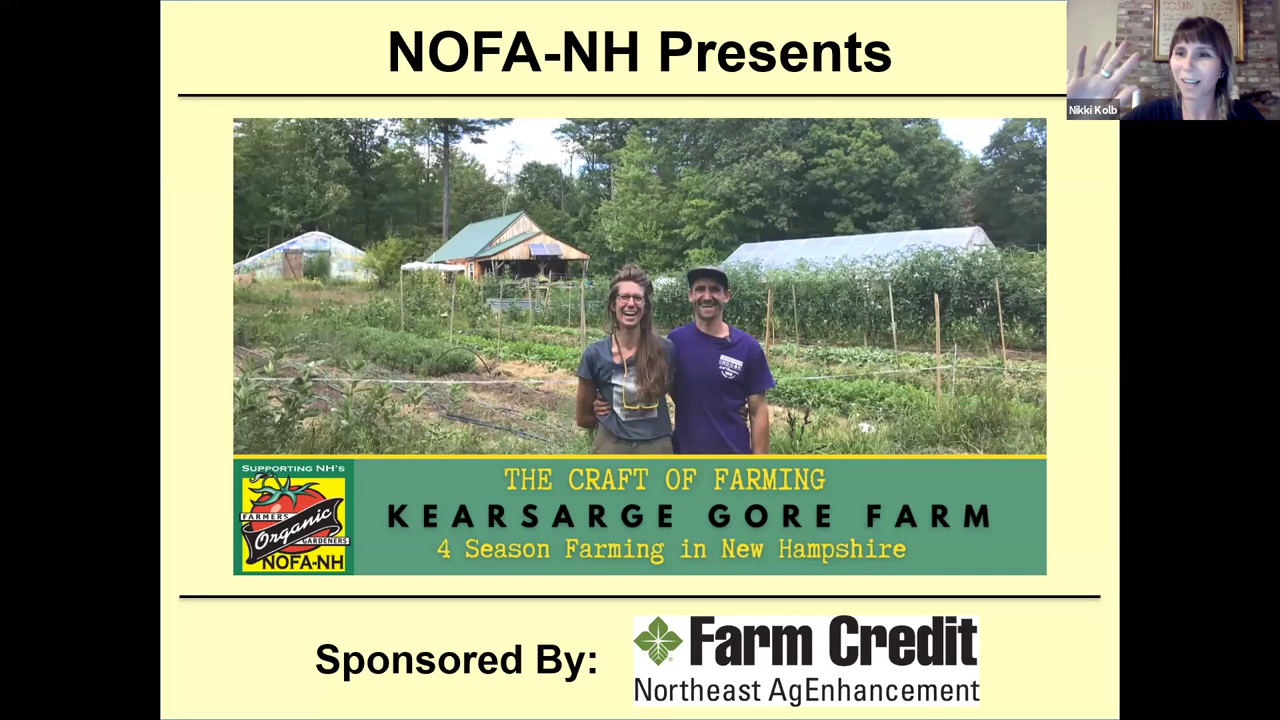 NOFA-NH Presents
Nikki Kolb
SUPPORTING NH'S
FARMERS
Organic
GARDENERS
NOFA-NH
THE CRAFT OF FARMING
KEARSARGE GORE FARM
4 Season Farming in New Hampshire
Sponsored By:
Farm Credit
Northeast AgEnhancement